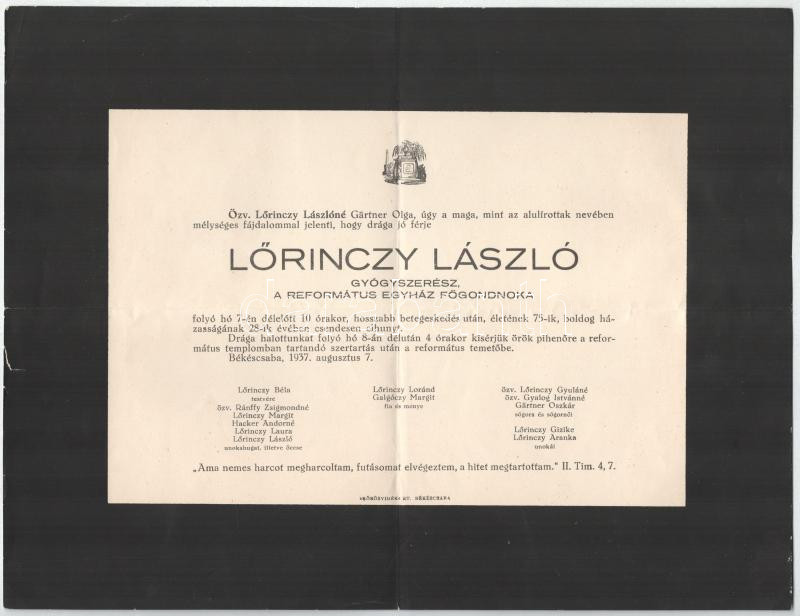 Özv. Lőrinczy Lászlóné Gärtner Olga, úgy a maga, mint az alulírottak nevében
mélységes fájdalommal jelenti, hogy drága jó férje
LŐRINCZY LÁSZLÓ
GYÓGYSZERÉSZ,
A REFORMÁTUS EGYHÁZ FŐGONDNOKA
folyó hó 7-én délelőtt 10 órakor, hosszabb betegeskedés után, életének 75-ik, boldog há-
zasságának 28-ik évében csendesen elhunyt.
Drága halottunkat folyó hó 8-án délután 4 órakor kisérjük örök pihenőre a refor-
mátus templomban tartandó szertartás után a református temetőbe.
Békéscsaba, 1937. augusztus 7.
Lőrinczy Béla
testvére
özv. Ránffy Zsigmondné
Lőrinczy Margit
Hacker Andorné
Lőrinczy Laura
Lőrinczy László
unokahugai, illetve öccse
Lőrinczy Loránd
Galgóczy Margit
fia és menye
özv. Lőrinczy Gyuláné
özv. Gyalog Istvánné
Gärtner Oszkár
sógora és sógornői
Lőrinczy Gizike
Lőrinczy Aranka
unokái
„Ama nemes harcot megharcoltam, futásomat elvégeztem, a hitet megtartottam." II. Tim. 4, 7.
KÖRÖSVIDÉK RT. BÉKÉSCSABA